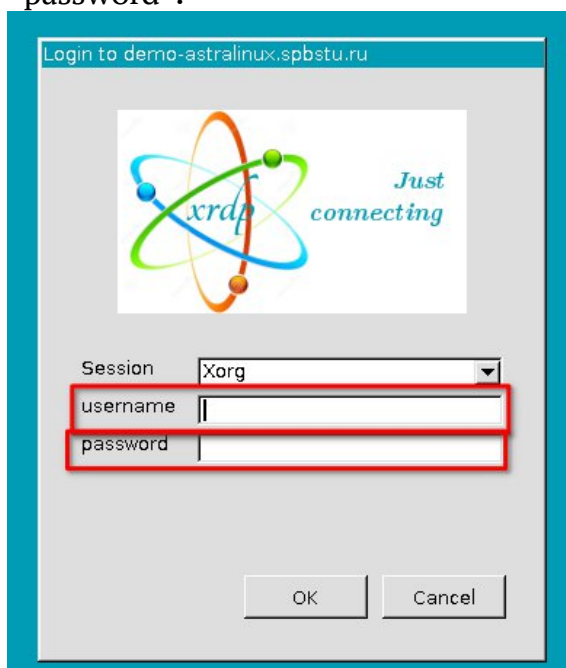 password".
Login to demo-astralinux.spbstu.ru
xrdp
Just
connecting
Session Xorg
username
password
OK Cancel